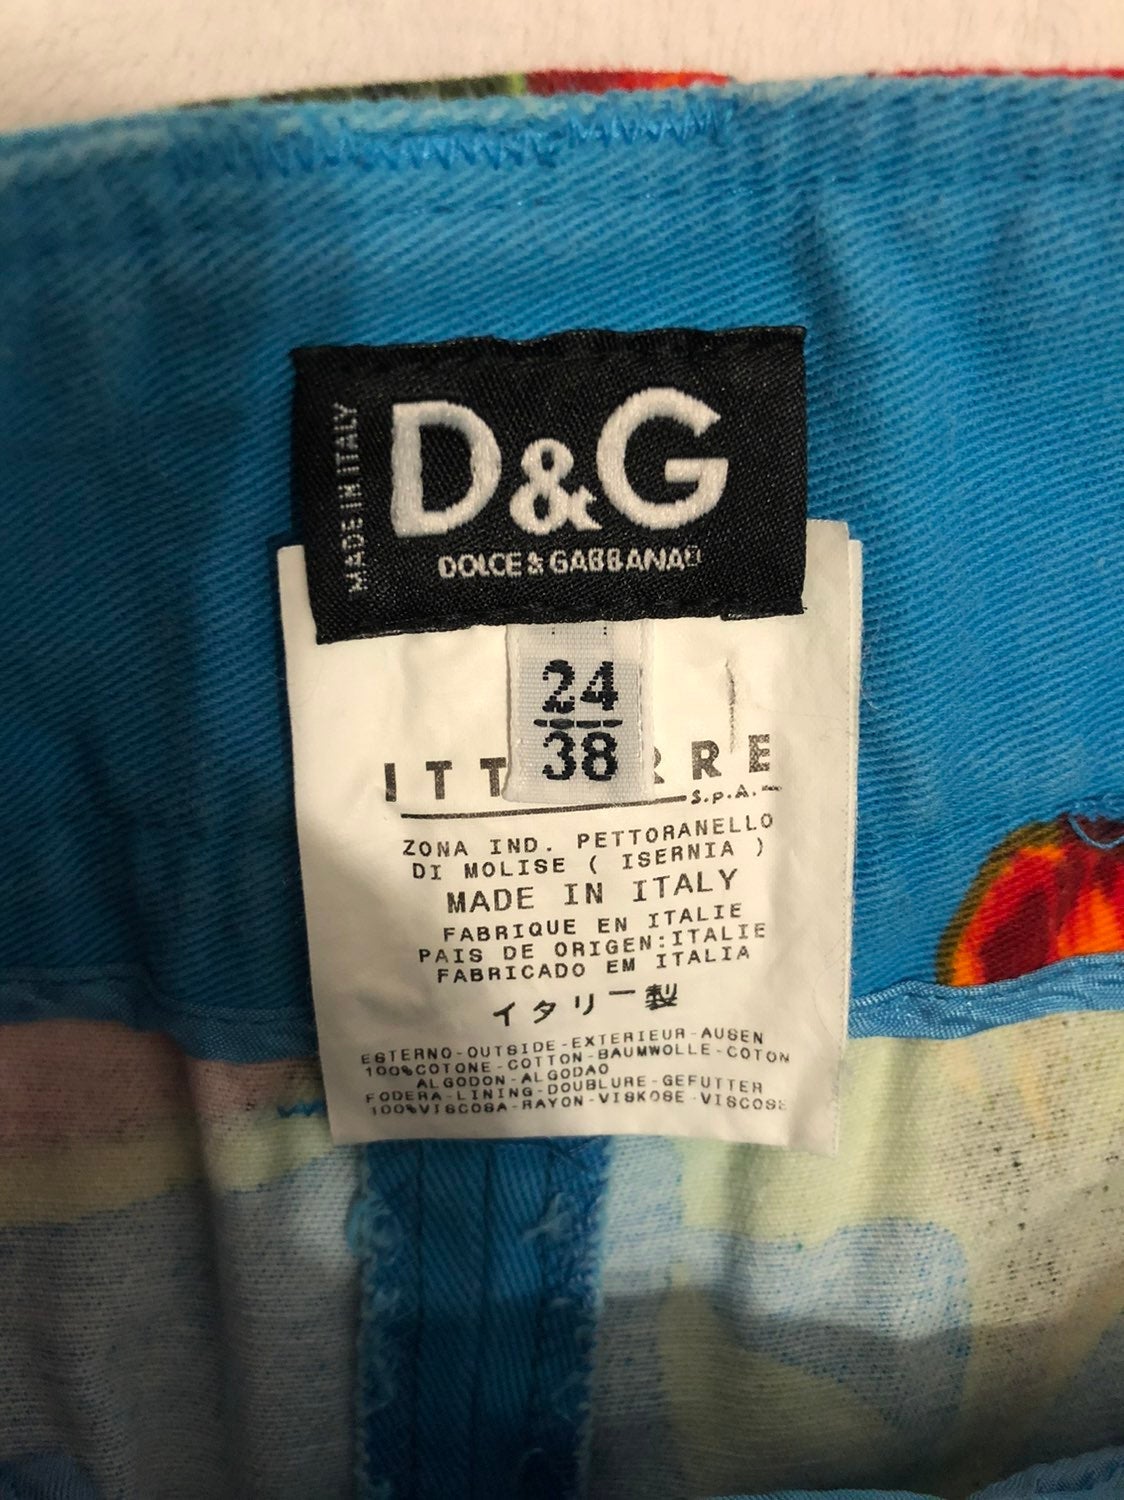 MADE IN ITALY
D&G
DOLCE & GABBANA
24
38
ITT RRE
S.p.A.
ZONA IND. PETTORANELLO
DI MOLISE ( ISERNIA )
MADE IN ITALY
FABRIQUE EN ITALIE
PAIS DE ORIGEN:ITALIE
FABRICADO EM ITALIA
イタリー製
ESTERNO-OUTSIDE-EXTERIEUR-AUSEN
100%COTONE-COTTON-BAUMWOLLE-COTON
ALGODON-ALGODAO
FODERA-LINING-DOUBLURE-GEFUTTER
100%VISCOSA-RAYON-VISKOSE-VISCOSE